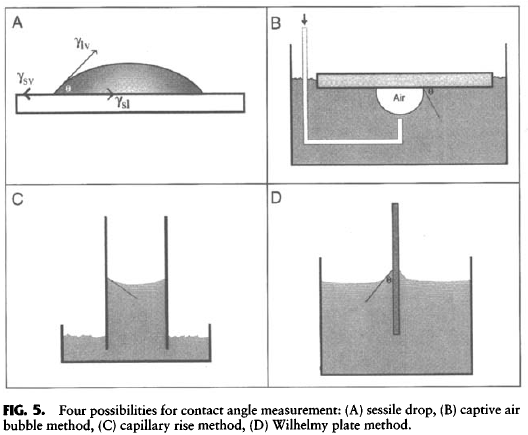 A
γlv
γsv
θ
γsl
B
θ
Air
C
D
θ
FIG. 5. Four possibilities for contact angle measurement: (A) sessile drop, (B) captive air
bubble method, (C) capillary rise method, (D) Wilhelmy plate method.